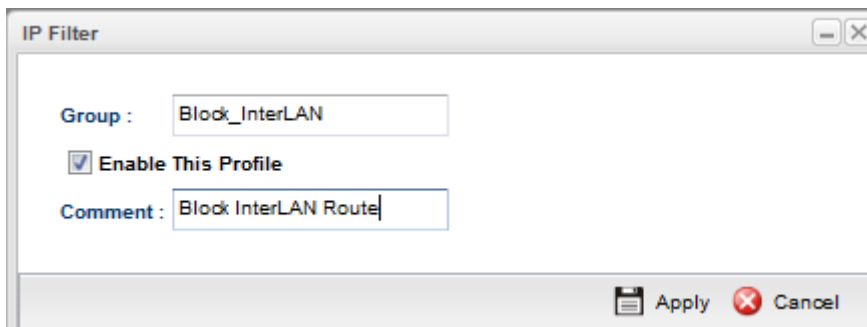 IP Filter
Group : Block_InterLAN
Enable This Profile
Comment : Block InterLAN Route
Apply Cancel